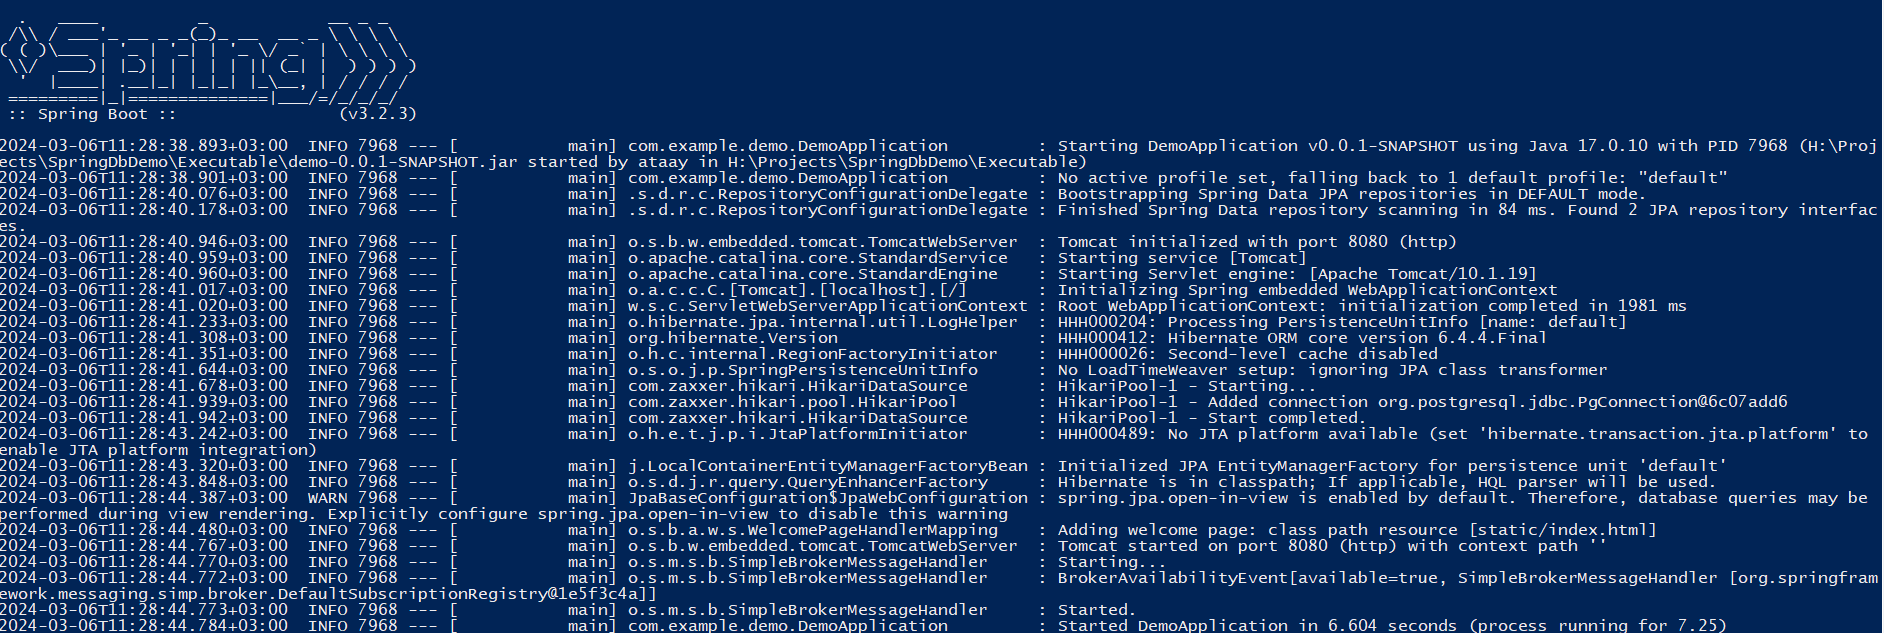 .   ____          _            __ _ _
 /\\ / ___'_ __ _ _(_)_ __  __ _ \ \ \ \
( ( )\___ | '_ | '_| | '_ \/ _` | \ \ \ \
 \\/  ___)| |_)| | | | | || (_| |  ) ) ) )
  '  |____| .__|_| |_|_| |_\__, | / / / /
 =========|_|==============|___/=/_/_/_/
 :: Spring Boot ::                (v3.2.3)
2024-03-06T11:28:38.893+03:00  INFO 7968 --- [           main] com.example.demo.DemoApplication         : Starting DemoApplication v0.0.1-SNAPSHOT using Java 17.0.10 with PID 7968 (H:\Proj
ects\SpringDbDemo\Executable\demo-0.0.1-SNAPSHOT.jar started by ataay in H:\Projects\SpringDbDemo\Executable)
2024-03-06T11:28:38.901+03:00  INFO 7968 --- [           main] com.example.demo.DemoApplication         : No active profile set, falling back to 1 default profile: "default"
2024-03-06T11:28:40.076+03:00  INFO 7968 --- [           main] .s.d.r.c.RepositoryConfigurationDelegate : Bootstrapping Spring Data JPA repositories in DEFAULT mode.
2024-03-06T11:28:40.178+03:00  INFO 7968 --- [           main] .s.d.r.c.RepositoryConfigurationDelegate : Finished Spring Data repository scanning in 84 ms. Found 2 JPA repository interfac
es.
2024-03-06T11:28:40.946+03:00  INFO 7968 --- [           main] o.s.b.w.embedded.tomcat.TomcatWebServer  : Tomcat initialized with port 8080 (http)
2024-03-06T11:28:40.959+03:00  INFO 7968 --- [           main] o.apache.catalina.core.StandardService   : Starting service [Tomcat]
2024-03-06T11:28:40.960+03:00  INFO 7968 --- [           main] o.apache.catalina.core.StandardEngine    : Starting Servlet engine: [Apache Tomcat/10.1.19]
2024-03-06T11:28:41.017+03:00  INFO 7968 --- [           main] o.a.c.c.C.[Tomcat].[localhost].[/]       : Initializing Spring embedded WebApplicationContext
2024-03-06T11:28:41.020+03:00  INFO 7968 --- [           main] w.s.c.ServletWebServerApplicationContext : Root WebApplicationContext: initialization completed in 1981 ms
2024-03-06T11:28:41.233+03:00  INFO 7968 --- [           main] o.hibernate.jpa.internal.util.LogHelper  : HHH000204: Processing PersistenceUnitInfo [name: default]
2024-03-06T11:28:41.308+03:00  INFO 7968 --- [           main] org.hibernate.Version                    : HHH000412: Hibernate ORM core version 6.4.4.Final
2024-03-06T11:28:41.351+03:00  INFO 7968 --- [           main] o.h.c.internal.RegionFactoryInitiator    : HHH000026: Second-level cache disabled
2024-03-06T11:28:41.644+03:00  INFO 7968 --- [           main] o.s.o.j.p.SpringPersistenceUnitInfo      : No LoadTimeWeaver setup: ignoring JPA class transformer
2024-03-06T11:28:41.678+03:00  INFO 7968 --- [           main] com.zaxxer.hikari.HikariDataSource       : HikariPool-1 - Starting...
2024-03-06T11:28:41.939+03:00  INFO 7968 --- [           main] com.zaxxer.hikari.pool.HikariPool        : HikariPool-1 - Added connection org.postgresql.jdbc.PgConnection@6c07add6
2024-03-06T11:28:41.942+03:00  INFO 7968 --- [           main] com.zaxxer.hikari.HikariDataSource       : HikariPool-1 - Start completed.
2024-03-06T11:28:43.242+03:00  INFO 7968 --- [           main] o.h.e.t.j.p.i.JtaPlatformInitiator       : HHH000489: No JTA platform available (set 'hibernate.transaction.jta.platform' to
enable JTA platform integration)
2024-03-06T11:28:43.320+03:00  INFO 7968 --- [           main] j.LocalContainerEntityManagerFactoryBean : Initialized JPA EntityManagerFactory for persistence unit 'default'
2024-03-06T11:28:43.848+03:00  INFO 7968 --- [           main] o.s.d.j.r.query.QueryEnhancerFactory     : Hibernate is in classpath; If applicable, HQL parser will be used.
2024-03-06T11:28:44.387+03:00  WARN 7968 --- [           main] JpaBaseConfiguration$JpaWebConfiguration : spring.jpa.open-in-view is enabled by default. Therefore, database queries may be
performed during view rendering. Explicitly configure spring.jpa.open-in-view to disable this warning
2024-03-06T11:28:44.480+03:00  INFO 7968 --- [           main] o.s.b.a.w.s.WelcomePageHandlerMapping    : Adding welcome page: class path resource [static/index.html]
2024-03-06T11:28:44.767+03:00  INFO 7968 --- [           main] o.s.b.w.embedded.tomcat.TomcatWebServer  : Tomcat started on port 8080 (http) with context path ''
2024-03-06T11:28:44.770+03:00  INFO 7968 --- [           main] o.s.m.s.b.SimpleBrokerMessageHandler     : Starting...
2024-03-06T11:28:44.772+03:00  INFO 7968 --- [           main] o.s.m.s.b.SimpleBrokerMessageHandler     : BrokerAvailabilityEvent[available=true, SimpleBrokerMessageHandler [org.springfram
ework.messaging.simp.broker.DefaultSubscriptionRegistry@1e5f3c4a]]
2024-03-06T11:28:44.773+03:00  INFO 7968 --- [           main] o.s.m.s.b.SimpleBrokerMessageHandler     : Started.
2024-03-06T11:28:44.784+03:00  INFO 7968 --- [           main] com.example.demo.DemoApplication         : Started DemoApplication in 6.604 seconds (process running for 7.25)